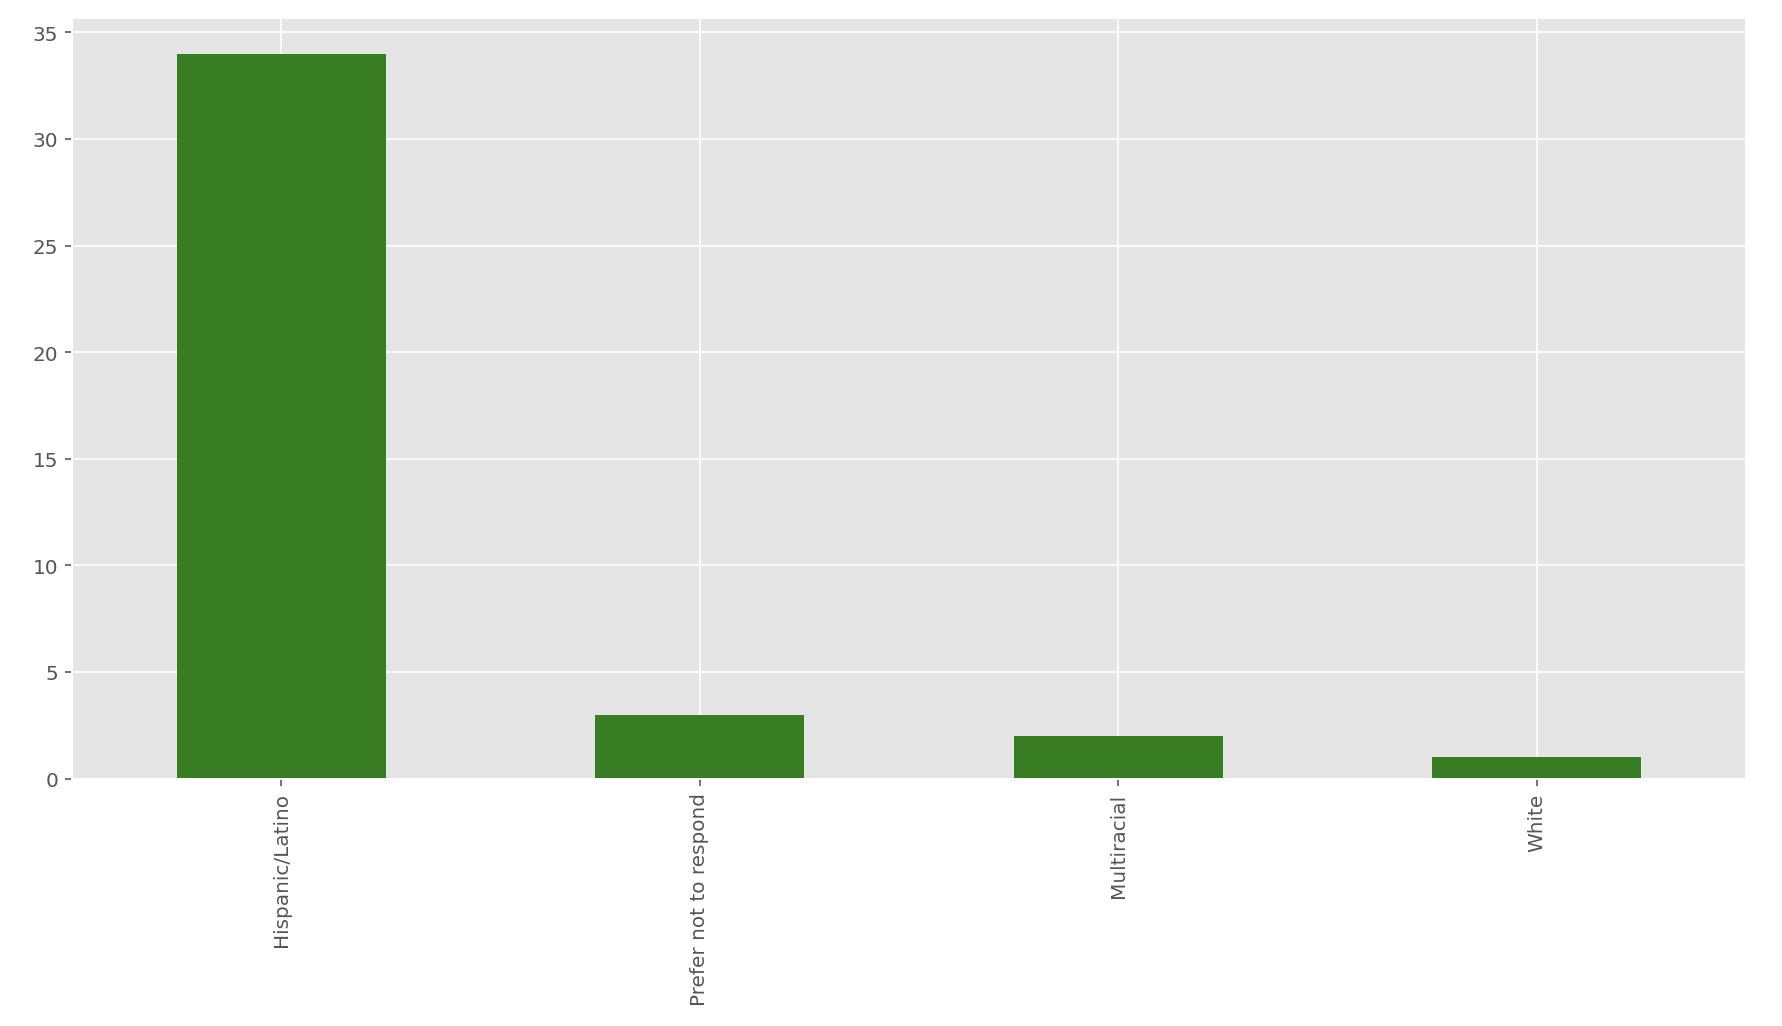 35
30
25
20
15
10
5
0
Hispanic/Latino
Prefer not to respond
Multiracial
White